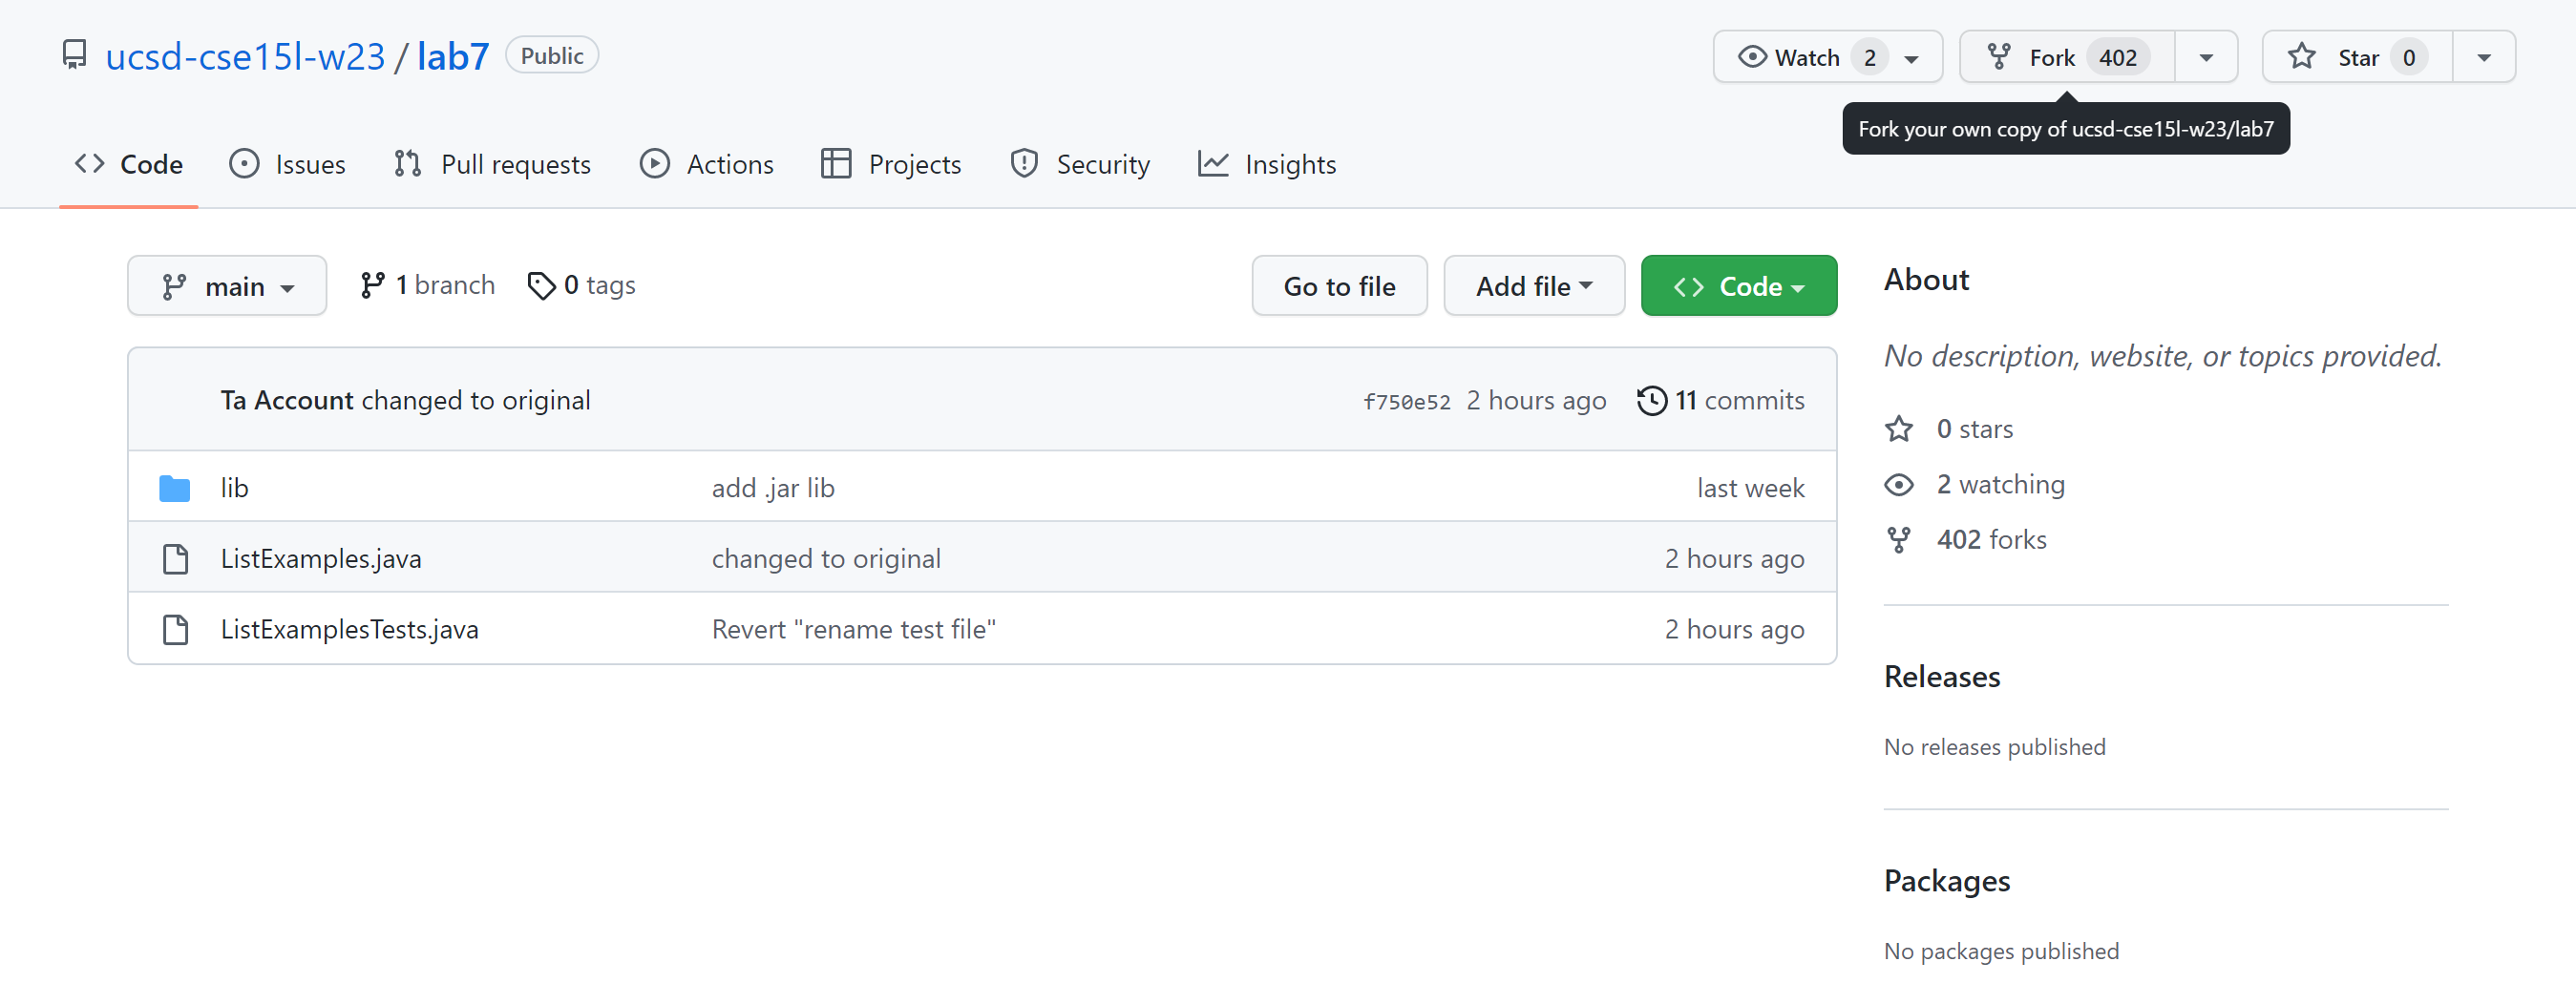 ucsd-cse15l-w23 / lab7 Public
Watch 2 Fork 402 Star 0
Fork your own copy of ucsd-cse15l-w23/lab7
Code Issues Pull requests Actions Projects Security Insights
main 1 branch 0 tags Go to file Add file Code
Ta Account changed to original f750e52 2 hours ago 11 commits
lib add .jar lib last week
ListExamples.java changed to original 2 hours ago
ListExamplesTests.java Revert "rename test file" 2 hours ago
About
No description, website, or topics provided.
0 stars
2 watching
402 forks
Releases
No releases published
Packages
No packages published